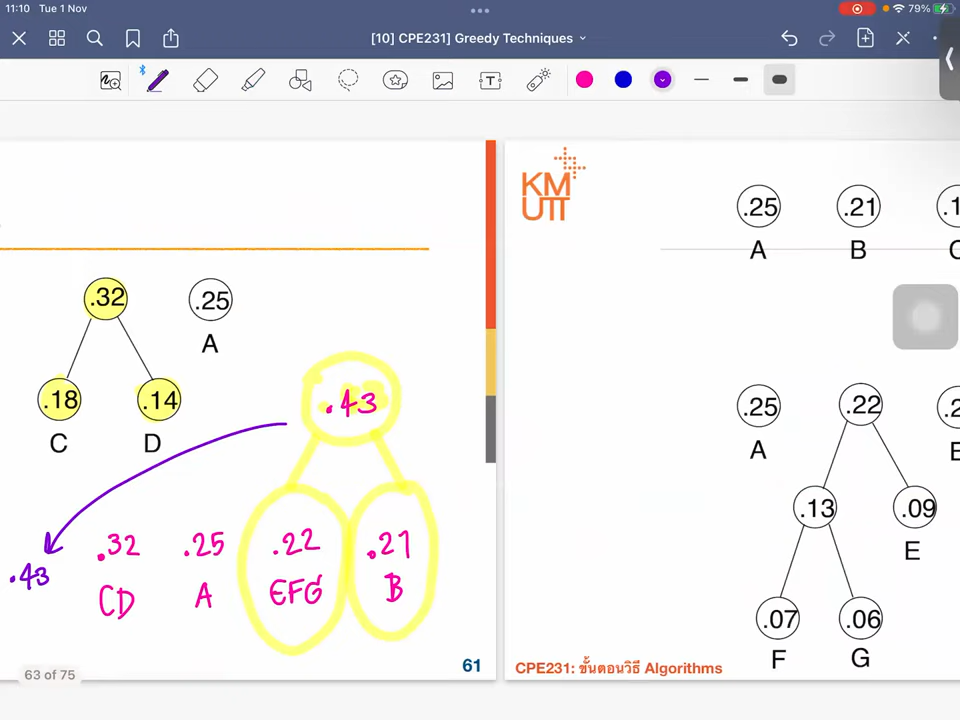 11:10 Tue 1 Nov
79%
[10] CPE231] Greedy Techniques
T
.32
.25
A
.18
.14
C
D
.43
.43
.32
.25
.22
.21
CD
A
EFG
B
63 of 75
61
KM
UTT
.25
.21
A
B
.25
.22
A
.13
.09
E
.07
.06
F
G
CPE231: ขั้นตอนวิธี Algorithms